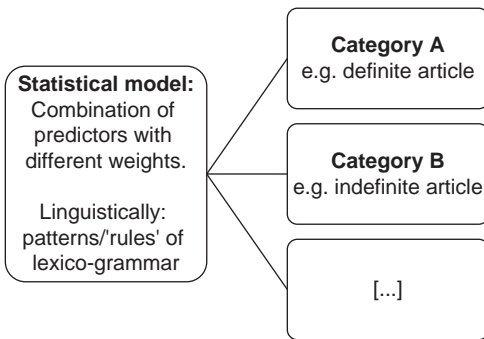 Statistical model:
Combination of
predictors with
different weights.
Linguistically:
patterns/'rules' of
lexico-grammar
Category A
e.g. definite article
Category B
e.g. indefinite article
[...]